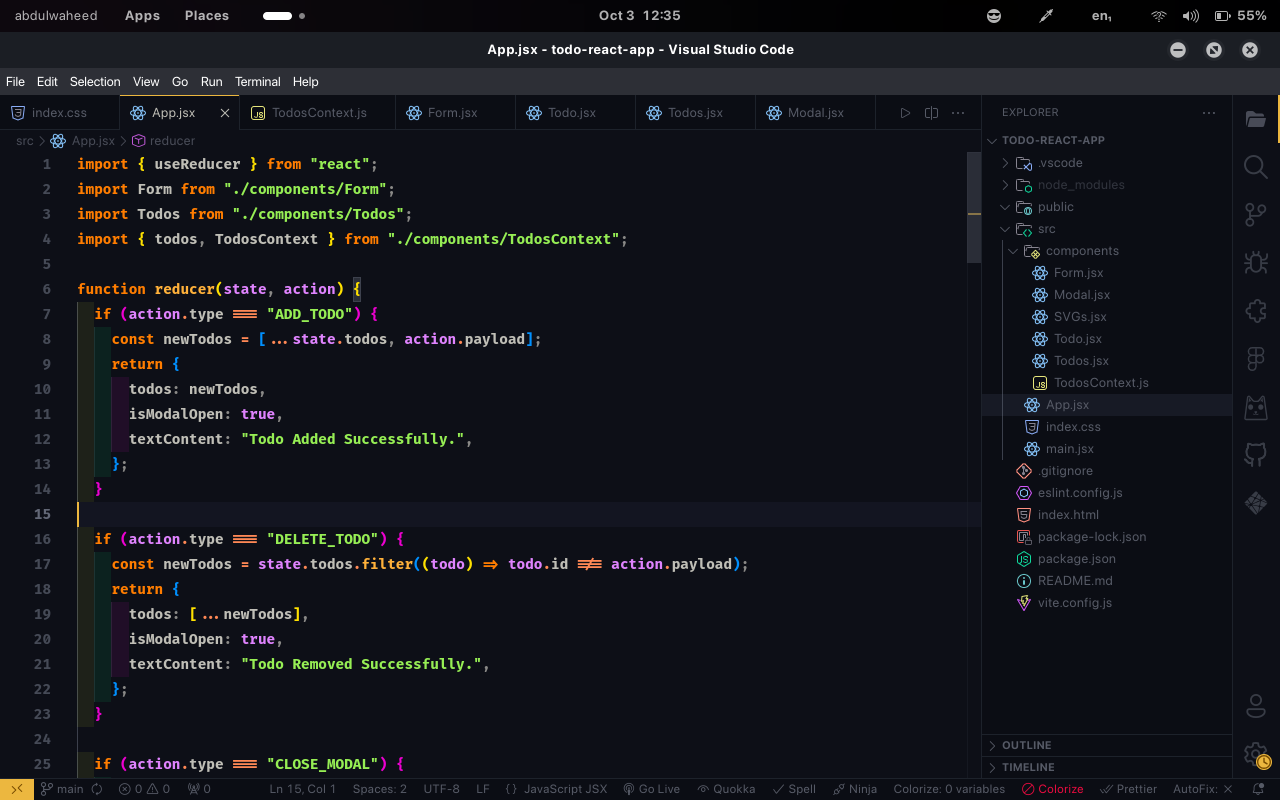 abdulwaheed Apps Places Oct 3 12:35 en₁ 55%
App.jsx - todo-react-app - Visual Studio Code
File Edit Selection View Go Run Terminal Help
index.css App.jsx TodosContext.js Form.jsx Todo.jsx Todos.jsx Modal.jsx
src > App.jsx > reducer
1 import { useReducer } from "react";
2 import Form from "./components/Form";
3 import Todos from "./components/Todos";
4 import { todos, TodosContext } from "./components/TodosContext";
5
6 function reducer(state, action) {
7 if (action.type === "ADD_TODO") {
8 const newTodos = [...state.todos, action.payload];
9 return {
10 todos: newTodos,
11 isModalOpen: true,
12 textContent: "Todo Added Successfully.",
13 };
14 }
15
16 if (action.type === "DELETE_TODO") {
17 const newTodos = state.todos.filter((todo) => todo.id !== action.payload);
18 return {
19 todos: [...newTodos],
20 isModalOpen: true,
21 textContent: "Todo Removed Successfully.",
22 };
23 }
24
25 if (action.type === "CLOSE_MODAL") {
EXPLORER
TODO-REACT-APP
.vscode
node_modules
public
src
components
Form.jsx
Modal.jsx
SVGs.jsx
Todo.jsx
Todos.jsx
TodosContext.js
App.jsx
index.css
main.jsx
.gitignore
eslint.config.js
index.html
package-lock.json
package.json
README.md
vite.config.js
OUTLINE
TIMELINE
main 0 0 0 Ln 15, Col 1 Spaces: 2 UTF-8 LF {} JavaScript JSX Go Live Quokka Spell Ninja Colorize: 0 variables Colorize Prettier AutoFix: ×